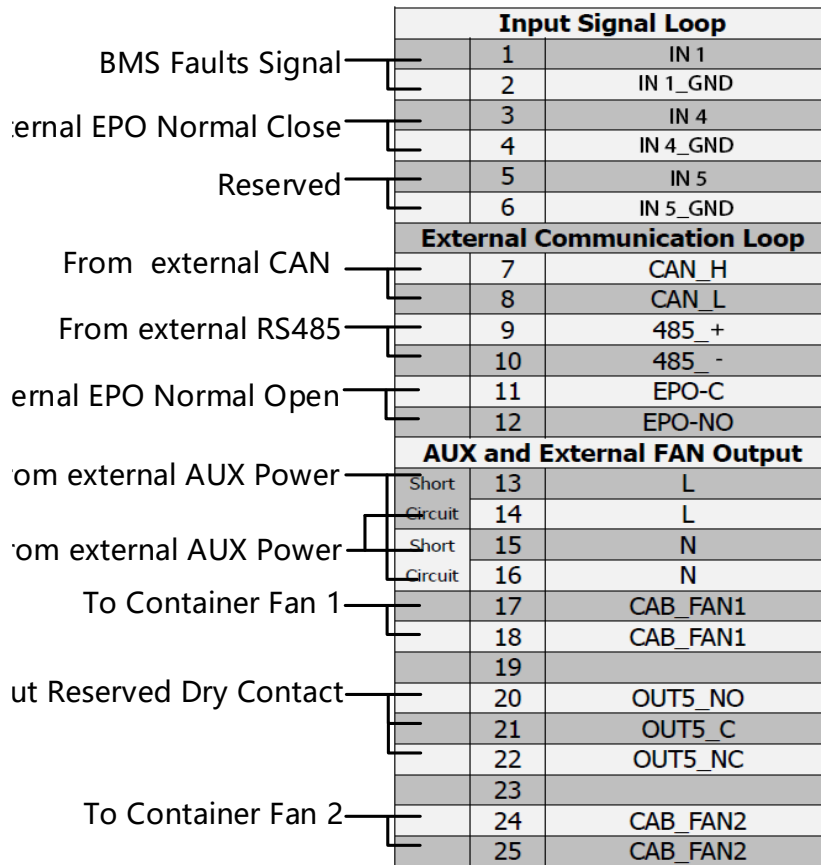 Input Signal Loop
BMS Faults Signal
1 IN 1
2 IN 1_GND
ernal EPO Normal Close
3 IN 4
4 IN 4_GND
Reserved
5 IN 5
6 IN 5_GND
External Communication Loop
From external CAN
7 CAN_H
8 CAN_L
From external RS485
9 485_+
10 485_ -
ernal EPO Normal Open
11 EPO-C
12 EPO-NO
AUX and External FAN Output
om external AUX Power
Short 13 L
Circuit 14 L
om external AUX Power
Short 15 N
Circuit 16 N
To Container Fan 1
17 CAB_FAN1
18 CAB_FAN1
19
ut Reserved Dry Contact
20 OUT5_NO
21 OUT5_C
22 OUT5_NC
23
To Container Fan 2
24 CAB_FAN2
25 CAB_FAN2